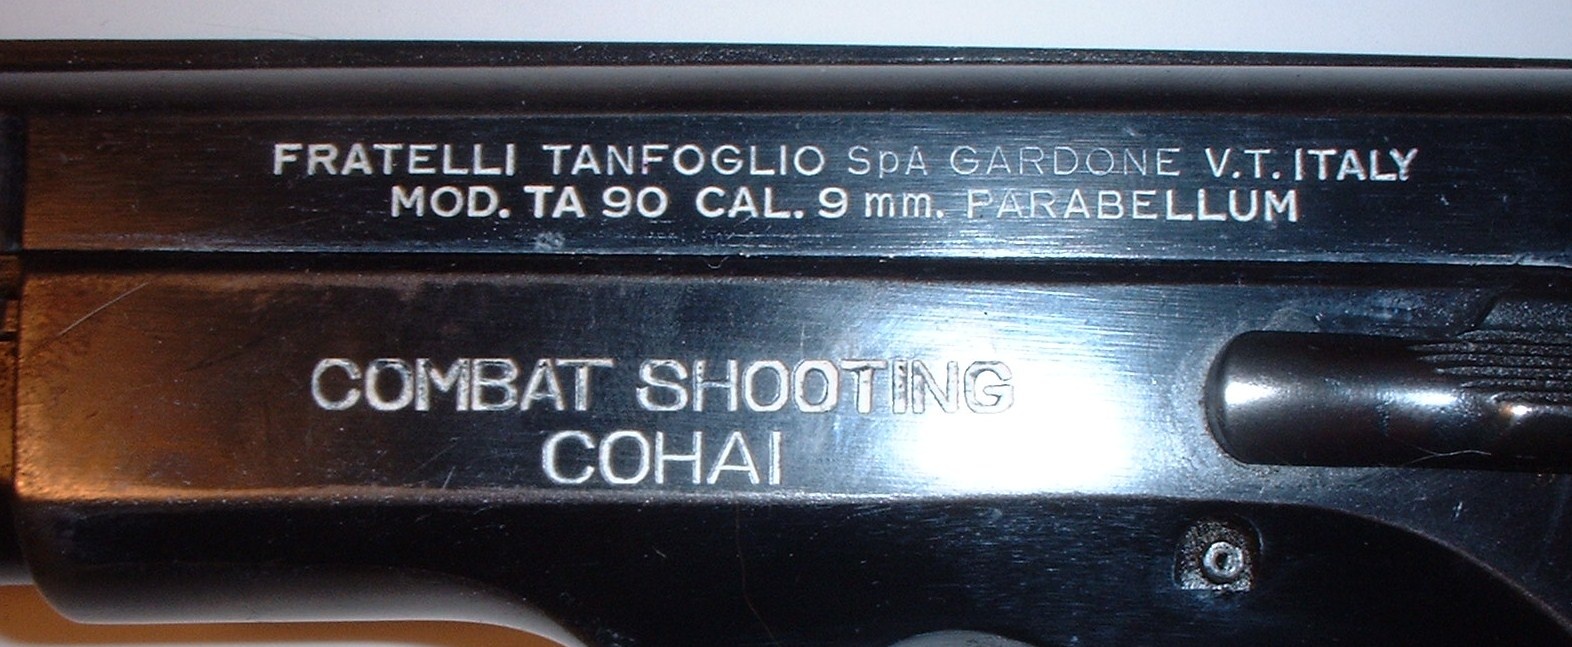 FRATELLI TANFOGLIO SpA GARDONE V.T. ITALY
MOD. TA 90 CAL. 9 mm. PARABELLUM
COMBAT SHOOTING
COHAI